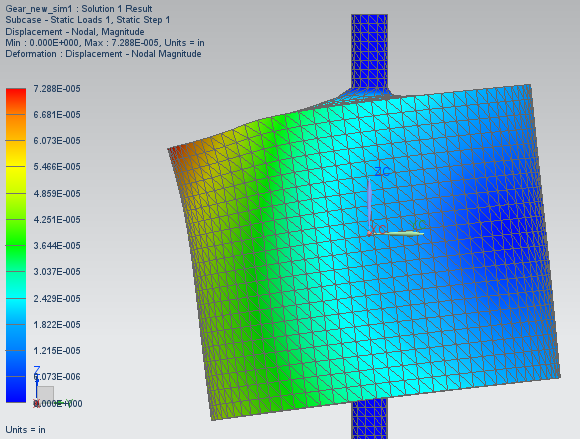 Gear_new_sim1 : Solution 1 Result
Subcase - Static Loads 1, Static Step 1
Displacement - Nodal, Magnitude
Min : 0.000E+000, Max : 7.288E-005, Units = in
Deformation : Displacement - Nodal Magnitude
7.288E-005
6.681E-005
6.073E-005
5.466E-005
4.859E-005
4.251E-005
3.644E-005
3.037E-005
2.429E-005
1.822E-005
1.215E-005
6.073E-006
0.000E+000
ZC
Z
Units = in